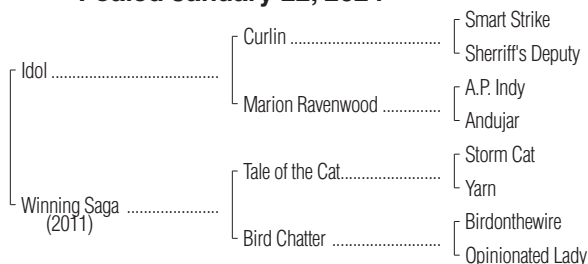 Smart Strike
Curlin
Sherriff's Deputy
Idol
A.P. Indy
Marion Ravenwood
Andujar
Storm Cat
Tale of the Cat
Yarn
Winning Saga
(2011)
Birdonthewire
Bird Chatter
Opinionated Lady